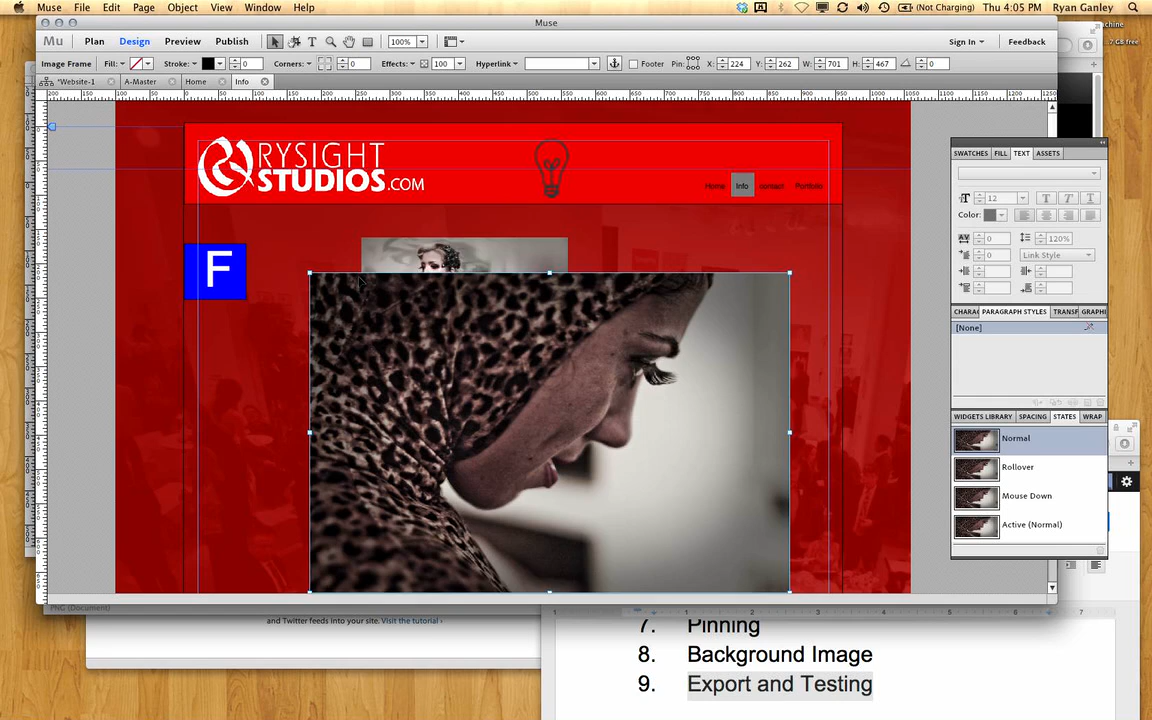 Muse File Edit Page Object View Window Help (Not Charging) Thu 4:05 PM Ryan Ganley
Muse
Mu Plan Design Preview Publish 100% Sign In Feedback
Image Frame Fill: Stroke: 0 Corners: 0 Effects: 100 Hyperlink: Footer Pin: X: 224 Y: 262 W: 701 H: 467 0
*Website-1 A-Master Home Info
RYSIGHT
STUDIOS.COM
Home Info contact Portfolio
F
SWATCHES FILL TEXT ASSETS
12
Color:
0 120%
0 Link Style
CHARAC PARAGRAPH STYLES TRANSF GRAPHI
[None]
WIDGETS LIBRARY SPACING STATES WRAP
Normal
Rollover
Mouse Down
Active (Normal)
PNG (Document)
and Twitter feeds into your site. Visit the tutorial ›
7. Pinning
8. Background Image
9. Export and Testing